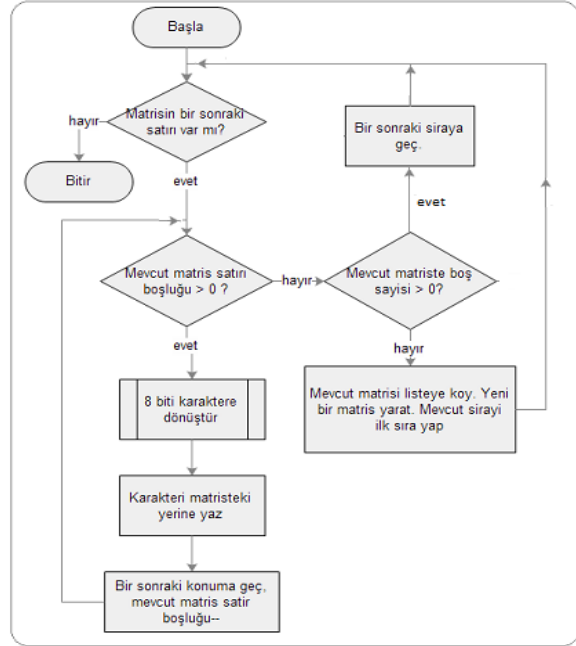 Başla
Matrisin bir sonraki
satırı var mı?
hayır
Bitir
evet
Bir sonraki siraya
geç.
evet
Mevcut matris satırı
boşluğu > 0 ?
hayır
Mevcut matriste boş
sayisi > 0?
evet
hayır
8 biti karaktere
dönüştür
Mevcut matrisi listeye koy. Yeni
bir matris yarat. Mevcut sirayi
ilk sıra yap
Karakteri matristeki
yerine yaz
Bir sonraki konuma geç,
mevcut matris satir
boşluğu--